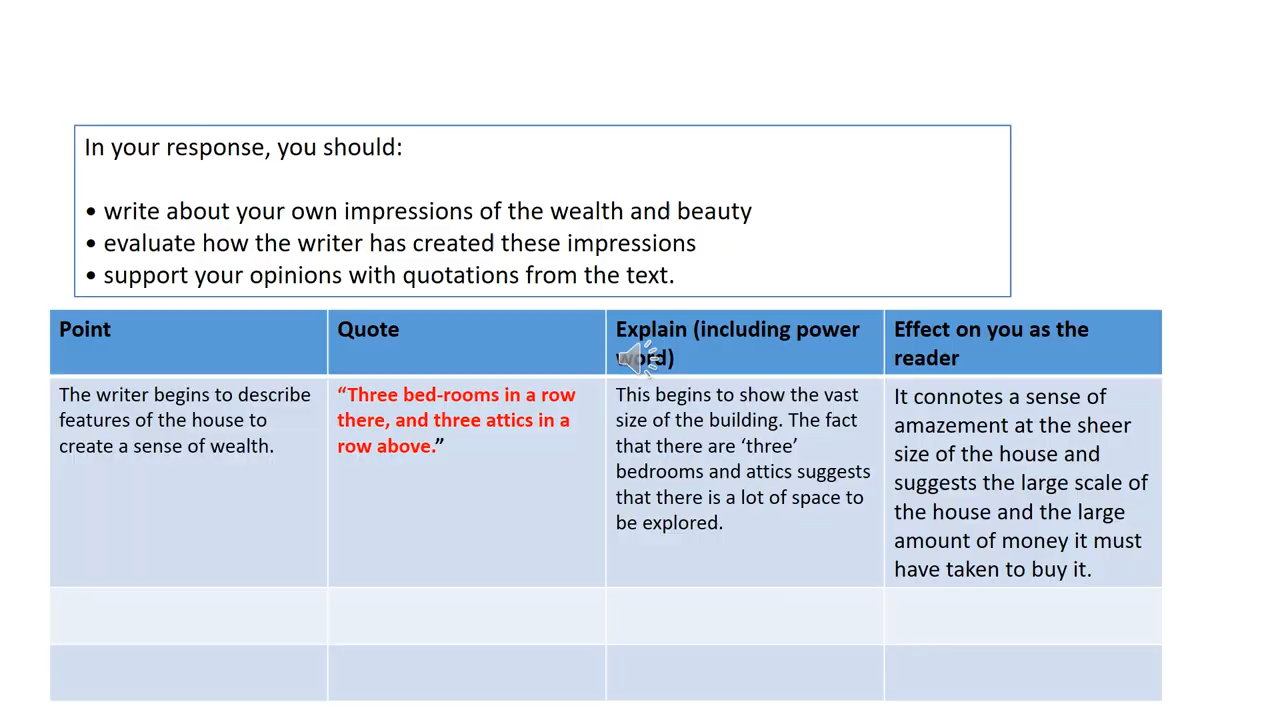 In your response, you should:
• write about your own impressions of the wealth and beauty
• evaluate how the writer has created these impressions
• support your opinions with quotations from the text.
Point
Quote
Explain (including power
word)
Effect on you as the
reader
The writer begins to describe
features of the house to
create a sense of wealth.
“Three bed-rooms in a row
there, and three attics in a
row above.”
This begins to show the vast
size of the building. The fact
that there are ‘three’
bedrooms and attics suggests
that there is a lot of space to
be explored.
It connotes a sense of
amazement at the sheer
size of the house and
suggests the large scale of
the house and the large
amount of money it must
have taken to buy it.